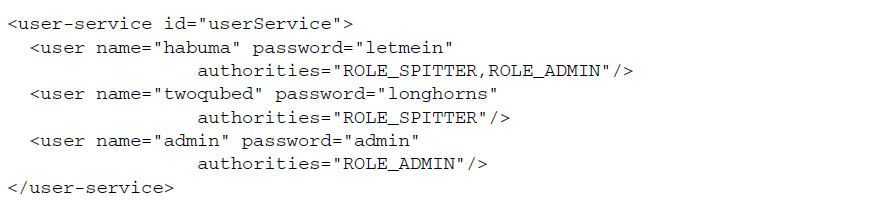 <user-service id="userService">
  <user name="habuma" password="letmein"
                 authorities="ROLE_SPITTER,ROLE_ADMIN"/>
  <user name="twoqubed" password="longhorns"
                 authorities="ROLE_SPITTER"/>
  <user name="admin" password="admin"
                 authorities="ROLE_ADMIN"/>
</user-service>